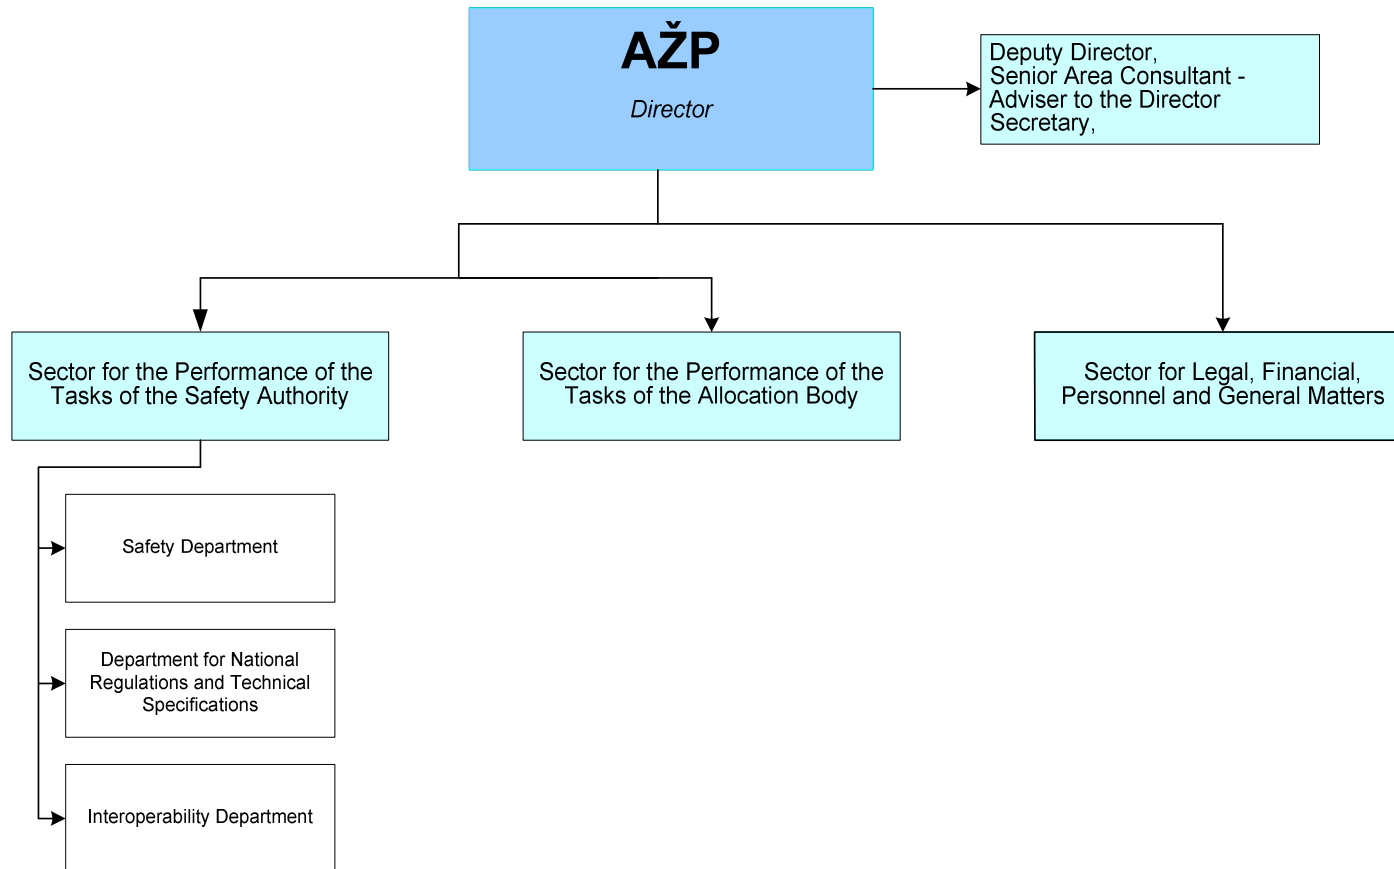 AŽP
Director
Deputy Director,
Senior Area Consultant -
Adviser to the Director
Secretary,
Sector for the Performance of the
Tasks of the Safety Authority
Sector for the Performance of the
Tasks of the Allocation Body
Sector for Legal, Financial,
Personnel and General Matters
Safety Department
Department for National
Regulations and Technical
Specifications
Interoperability Department